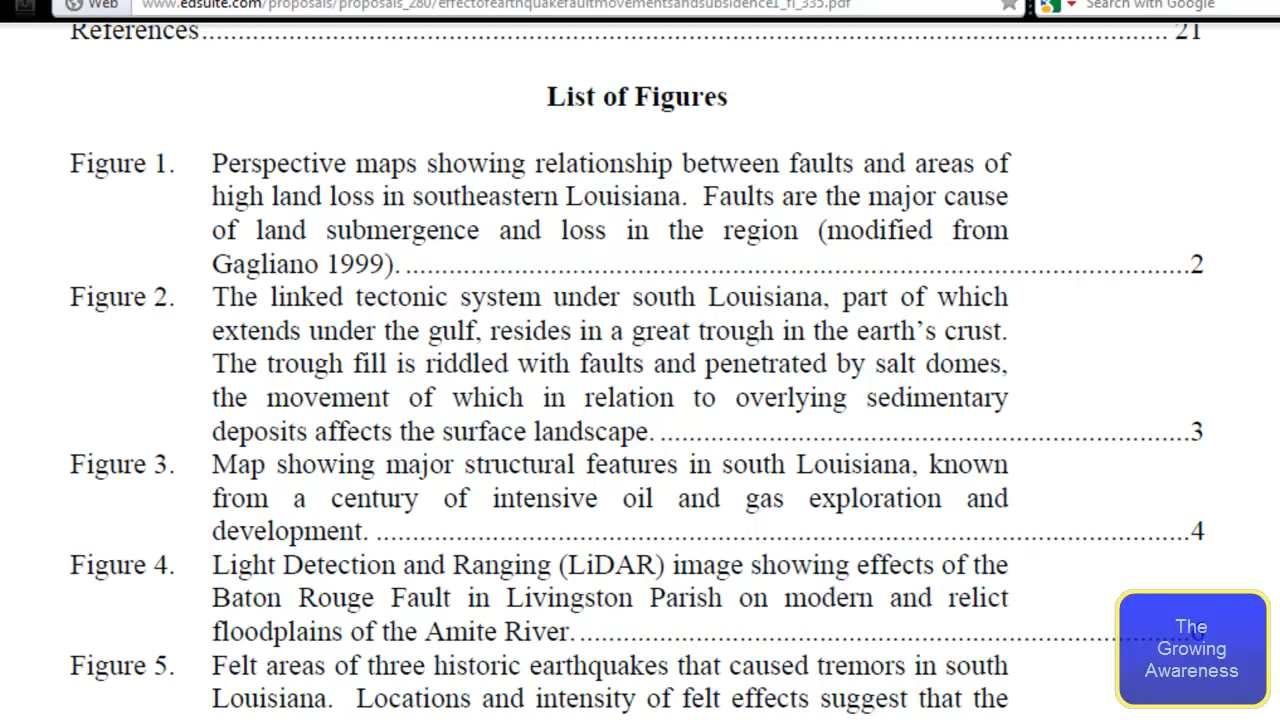 Web www.edsuite.com/proposals/proposals_280/effectofearthquakefaultmovementsandsubsidence1_fl_335.pdf Search with Google
References 21
List of Figures
Figure 1. Perspective maps showing relationship between faults and areas of
high land loss in southeastern Louisiana. Faults are the major cause
of land submergence and loss in the region (modified from
Gagliano 1999). 2
Figure 2. The linked tectonic system under south Louisiana, part of which
extends under the gulf, resides in a great trough in the earth's crust.
The trough fill is riddled with faults and penetrated by salt domes,
the movement of which in relation to overlying sedimentary
deposits affects the surface landscape. 3
Figure 3. Map showing major structural features in south Louisiana, known
from a century of intensive oil and gas exploration and
development. 4
Figure 4. Light Detection and Ranging (LiDAR) image showing effects of the
Baton Rouge Fault in Livingston Parish on modern and relict
floodplains of the Amite River. 6
Figure 5. Felt areas of three historic earthquakes that caused tremors in south
Louisiana. Locations and intensity of felt effects suggest that the
The
Growing
Awareness